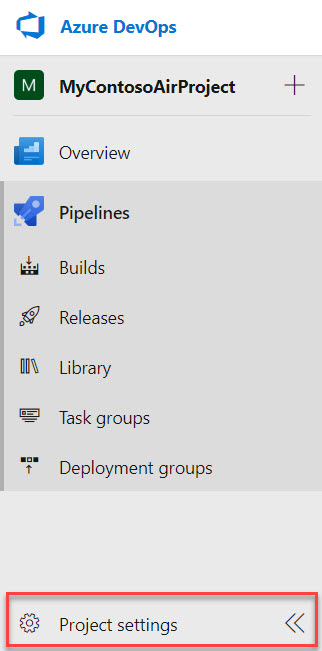 Azure DevOps
M MyContosoAirProject
Overview
Pipelines
Builds
Releases
Library
Task groups
Deployment groups
Project settings